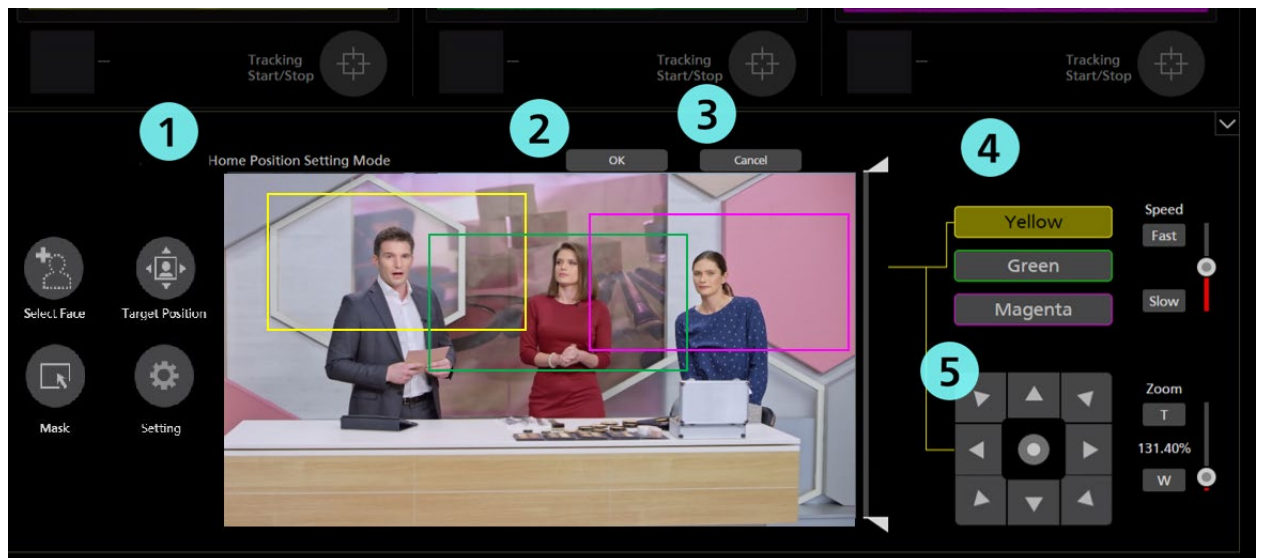 Tracking
Start/Stop
Tracking
Start/Stop
Tracking
Start/Stop
1
2
3
4
5
Home Position Setting Mode
OK
Cancel
Yellow
Green
Magenta
Speed
Fast
Slow
Select Face
Target Position
Mask
Setting
Zoom
T
131.40%
W